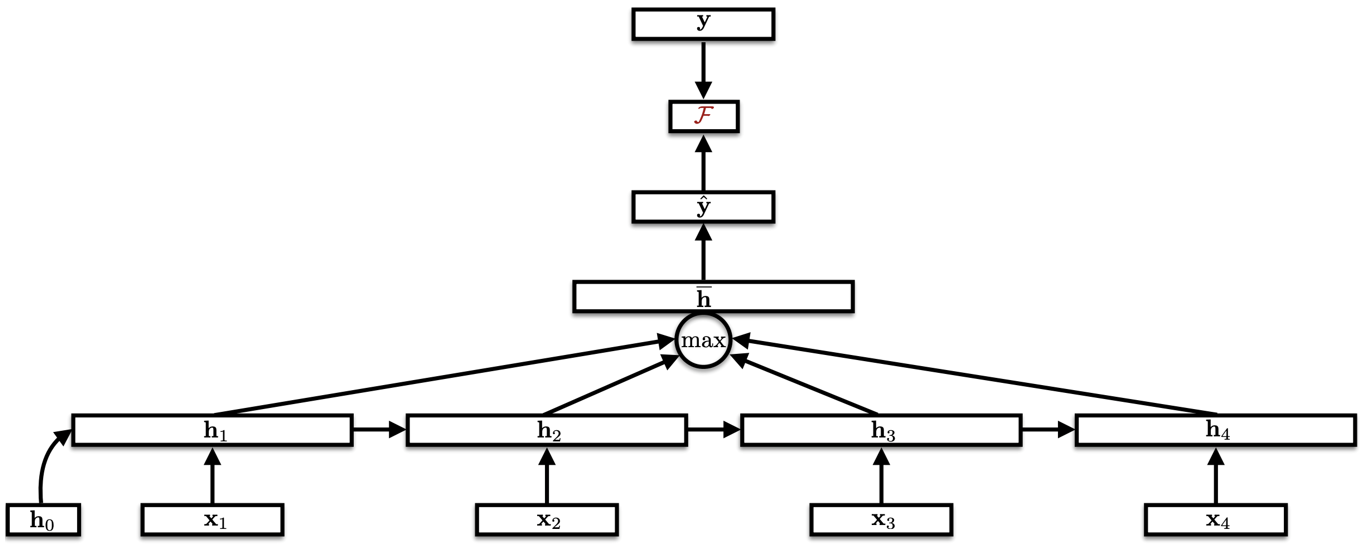 y
ℱ
ŷ
h̅
max
h₁ h₂ h₃ h₄
h₀ x₁ x₂ x₃ x₄